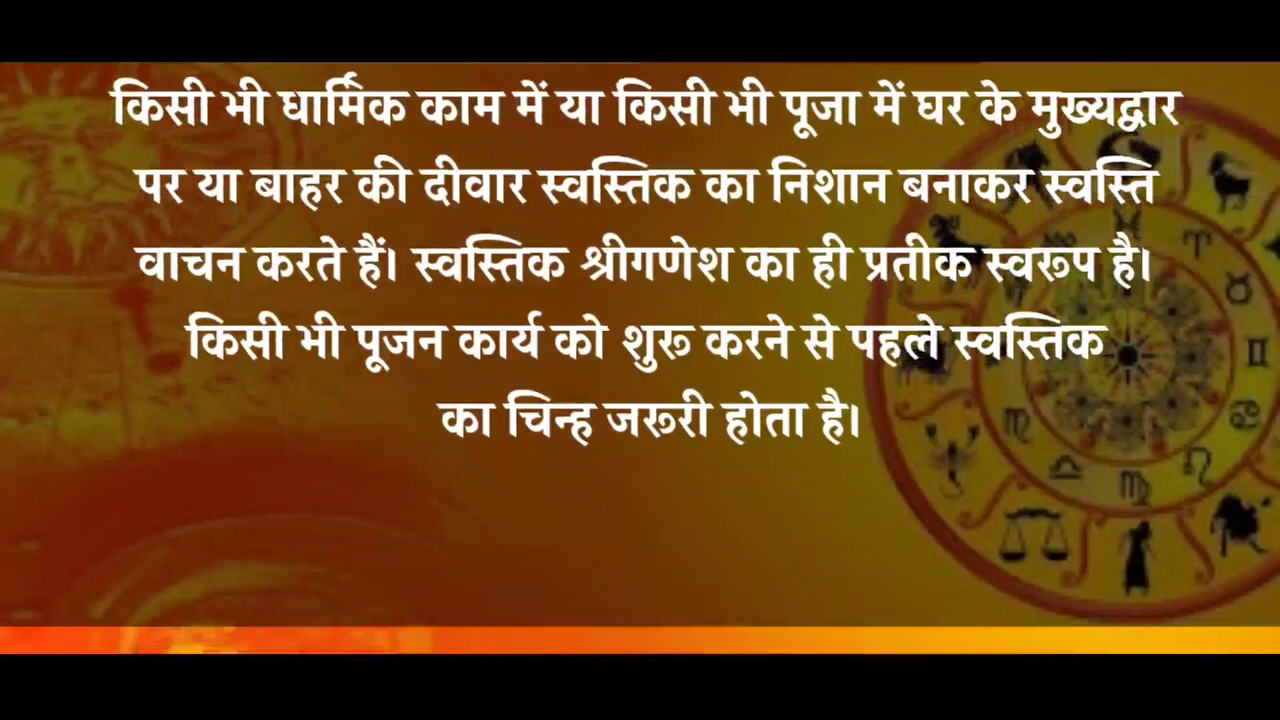 किसी भी धार्मिक काम में या किसी भी पूजा में घर के मुख्यद्वार
पर या बाहर की दीवार स्वस्तिक का निशान बनाकर स्वस्ति
वाचन करते हैं। स्वस्तिक श्रीगणेश का ही प्रतीक स्वरूप है।
किसी भी पूजन कार्य को शुरू करने से पहले स्वस्तिक
का चिन्ह जरूरी होता है।